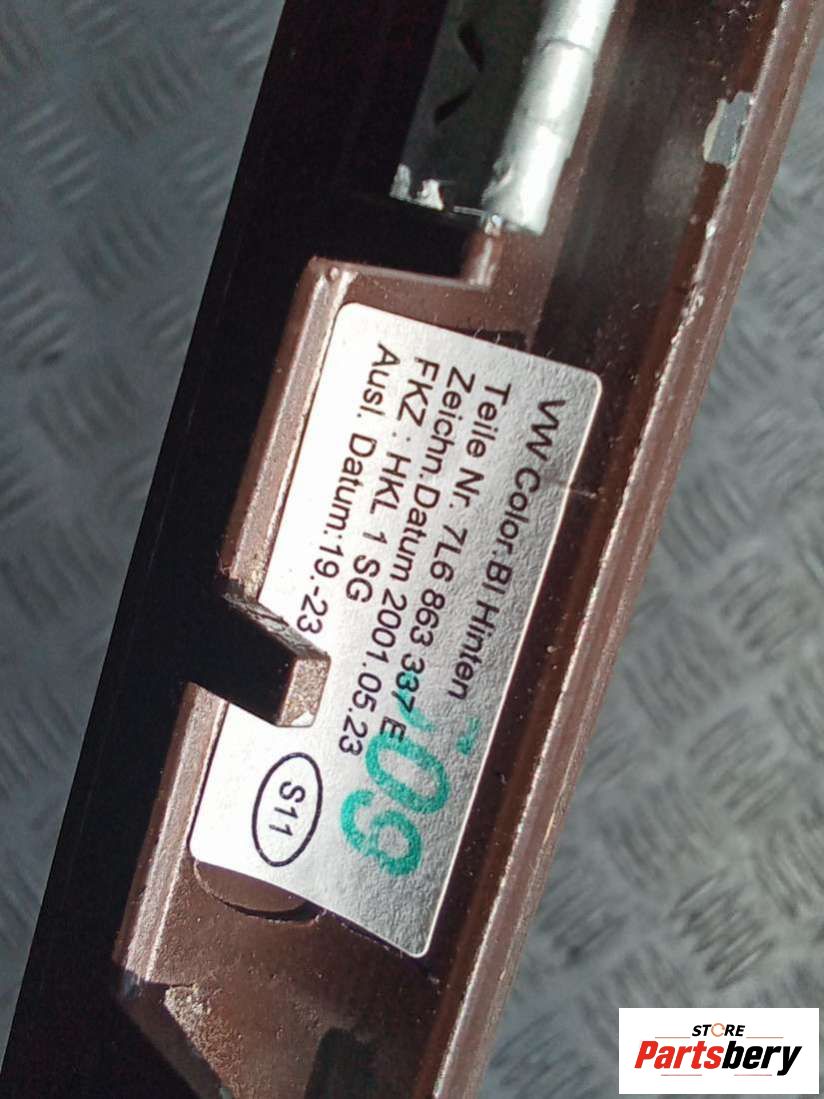 VW Color.Bl Hinten
Teile Nr. 7L6 863 337 E
Zeichn.Datum 2001.05.23
FKZ : HKL 1 SG
Ausl. Datum:19.-23
S11
09
STORE
Partsbery